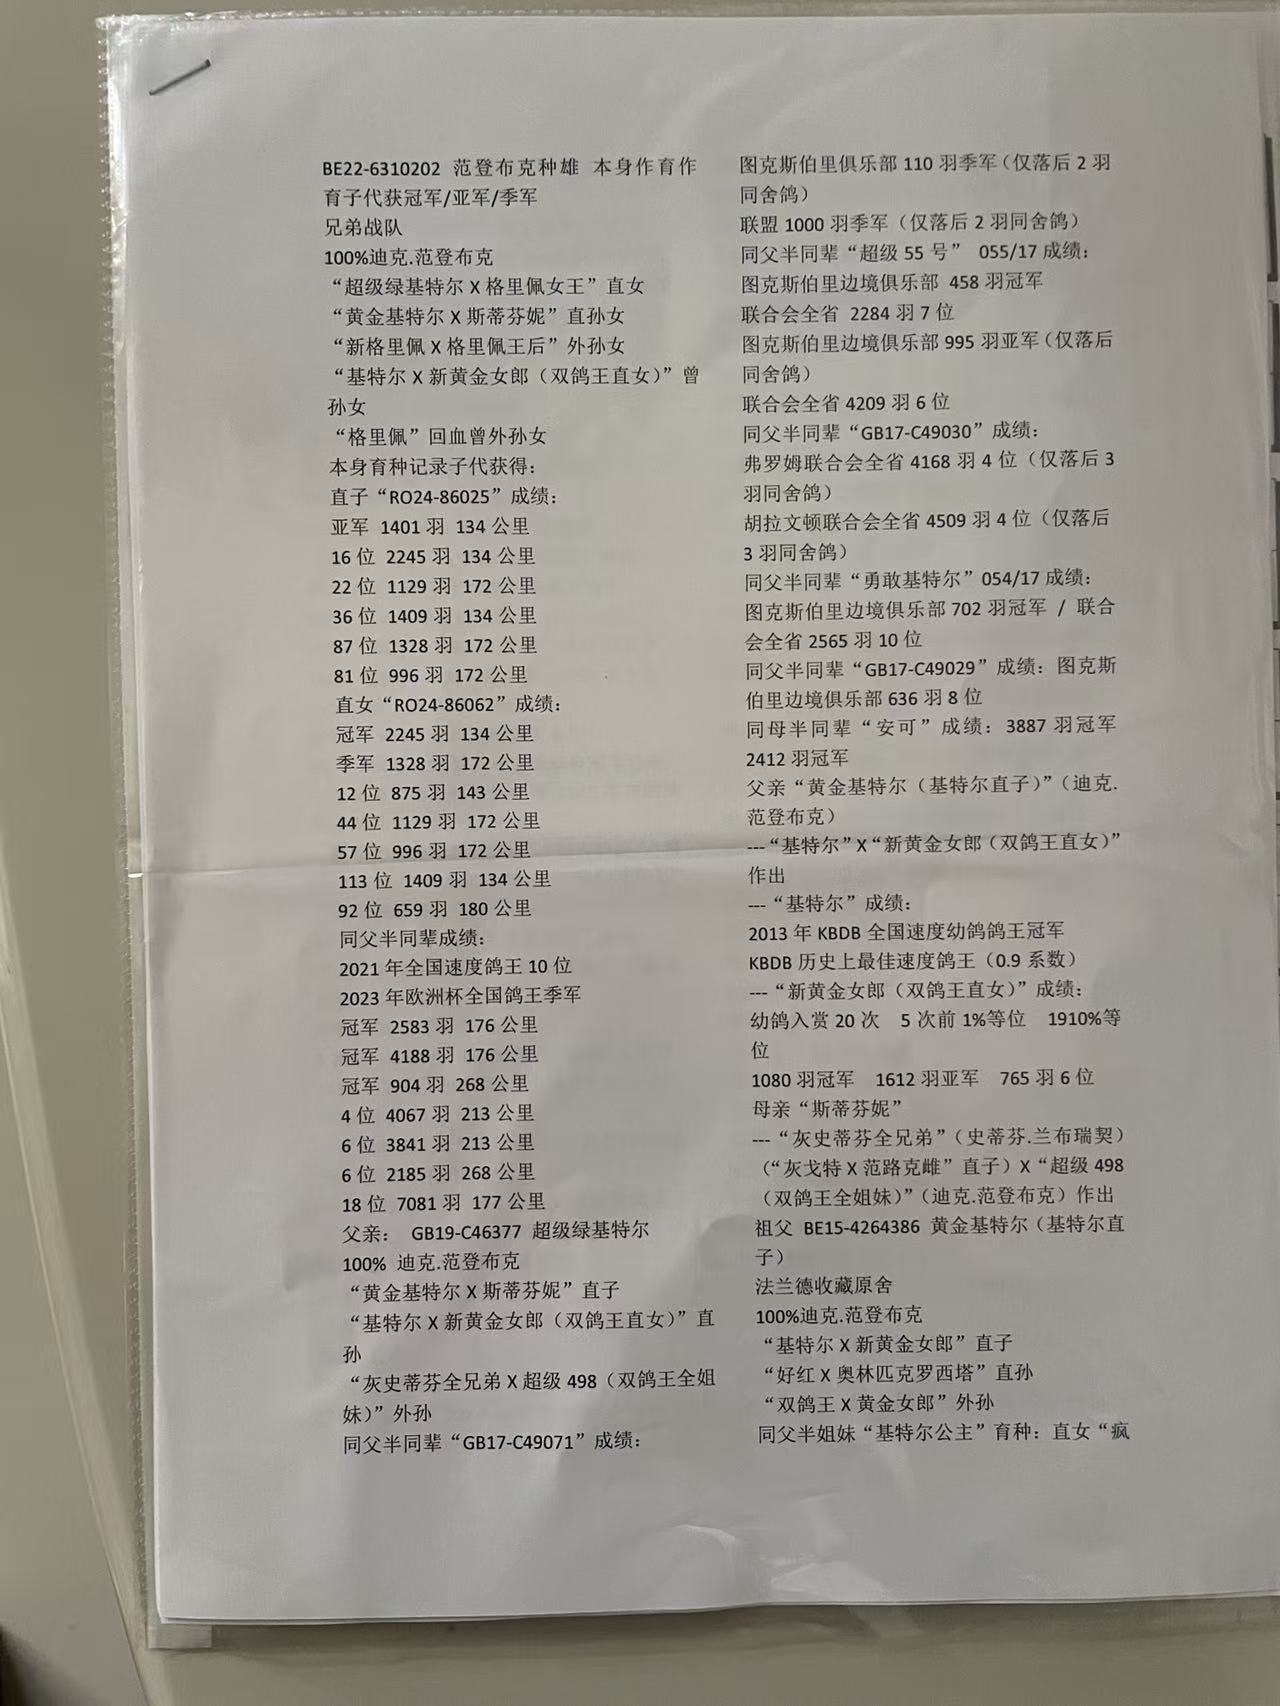 BE22-6310202 范登布克种雄 本身作育作
育子代获冠军/亚军/季军
兄弟战队
100%迪克.范登布克
“超级绿基特尔 X 格里佩女王”直女
“黄金基特尔 X 斯蒂芬妮”直孙女
“新格里佩 X 格里佩王后”外孙女
“基特尔 X 新黄金女郎（双鸽王直女）”曾
孙女
“格里佩”回血曾外孙女
本身育种记录子代获得：
直子“RO24-86025”成绩：
亚军 1401 羽 134 公里
16 位 2245 羽 134 公里
22 位 1129 羽 172 公里
36 位 1409 羽 134 公里
87 位 1328 羽 172 公里
81 位 996 羽 172 公里
直女“RO24-86062”成绩：
冠军 2245 羽 134 公里
季军 1328 羽 172 公里
12 位 875 羽 143 公里
44 位 1129 羽 172 公里
57 位 996 羽 172 公里
113 位 1409 羽 134 公里
92 位 659 羽 180 公里
同父半同辈成绩：
2021 年全国速度鸽王 10 位
2023 年欧洲杯全国鸽王季军
冠军 2583 羽 176 公里
冠军 4188 羽 176 公里
冠军 904 羽 268 公里
4 位 4067 羽 213 公里
6 位 3841 羽 213 公里
6 位 2185 羽 268 公里
18 位 7081 羽 177 公里
父亲： GB19-C46377 超级绿基特尔
100% 迪克.范登布克
“黄金基特尔 X 斯蒂芬妮”直子
“基特尔 X 新黄金女郎（双鸽王直女）”直
孙
“灰史蒂芬全兄弟 X 超级 498（双鸽王全姐
妹）”外孙
同父半同辈“GB17-C49071”成绩：
图克斯伯里俱乐部 110 羽季军（仅落后 2 羽
同舍鸽）
联盟 1000 羽季军（仅落后 2 羽同舍鸽）
同父半同辈“超级 55 号” 055/17 成绩：
图克斯伯里边境俱乐部 458 羽冠军
联合会全省 2284 羽 7 位
图克斯伯里边境俱乐部 995 羽亚军（仅落后
同舍鸽）
联合会全省 4209 羽 6 位
同父半同辈“GB17-C49030”成绩：
弗罗姆联合会全省 4168 羽 4 位（仅落后 3
羽同舍鸽）
胡拉文顿联合会全省 4509 羽 4 位（仅落后
3 羽同舍鸽）
同父半同辈“勇敢基特尔”054/17 成绩：
图克斯伯里边境俱乐部 702 羽冠军 / 联合
会全省 2565 羽 10 位
同父半同辈“GB17-C49029”成绩：图克斯
伯里边境俱乐部 636 羽 8 位
同母半同辈“安可”成绩：3887 羽冠军
2412 羽冠军
父亲“黄金基特尔（基特尔直子）”（迪克.
范登布克）
---“基特尔”X“新黄金女郎（双鸽王直女）”
作出
---“基特尔”成绩：
2013 年 KBDB 全国速度幼鸽鸽王冠军
KBDB 历史上最佳速度鸽王（0.9 系数）
---“新黄金女郎（双鸽王直女）”成绩：
幼鸽入赏 20 次 5 次前 1%等位 1910%等
位
1080 羽冠军 1612 羽亚军 765 羽 6 位
母亲“斯蒂芬妮”
---“灰史蒂芬全兄弟”（史蒂芬.兰布瑞契）
（“灰戈特 X 范路克雌”直子）X“超级 498
（双鸽王全姐妹）”（迪克.范登布克）作出
祖父 BE15-4264386 黄金基特尔（基特尔直
子）
法兰德收藏原舍
100%迪克.范登布克
“基特尔 X 新黄金女郎”直子
“好红 X 奥林匹克罗西塔”直孙
“双鸽王 X 黄金女郎”外孙
同父半姐妹“基特尔公主”育种：直女“疯